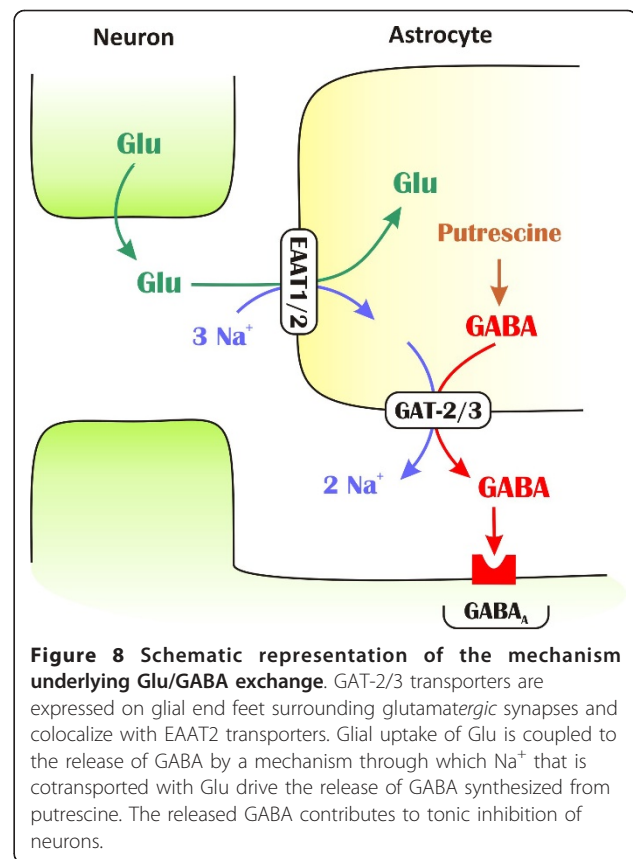 Neuron
Astrocyte
Glu
Glu
Putrescine
Glu
EAAT1/2
3 Na⁺
GABA
GAT-2/3
2 Na⁺
GABA
GABA_A
Figure 8 Schematic representation of the mechanism
underlying Glu/GABA exchange. GAT-2/3 transporters are
expressed on glial end feet surrounding glutamatergic synapses and
colocalize with EAAT2 transporters. Glial uptake of Glu is coupled to
the release of GABA by a mechanism through which Na⁺ that is
cotransported with Glu drive the release of GABA synthesized from
putrescine. The released GABA contributes to tonic inhibition of
neurons.